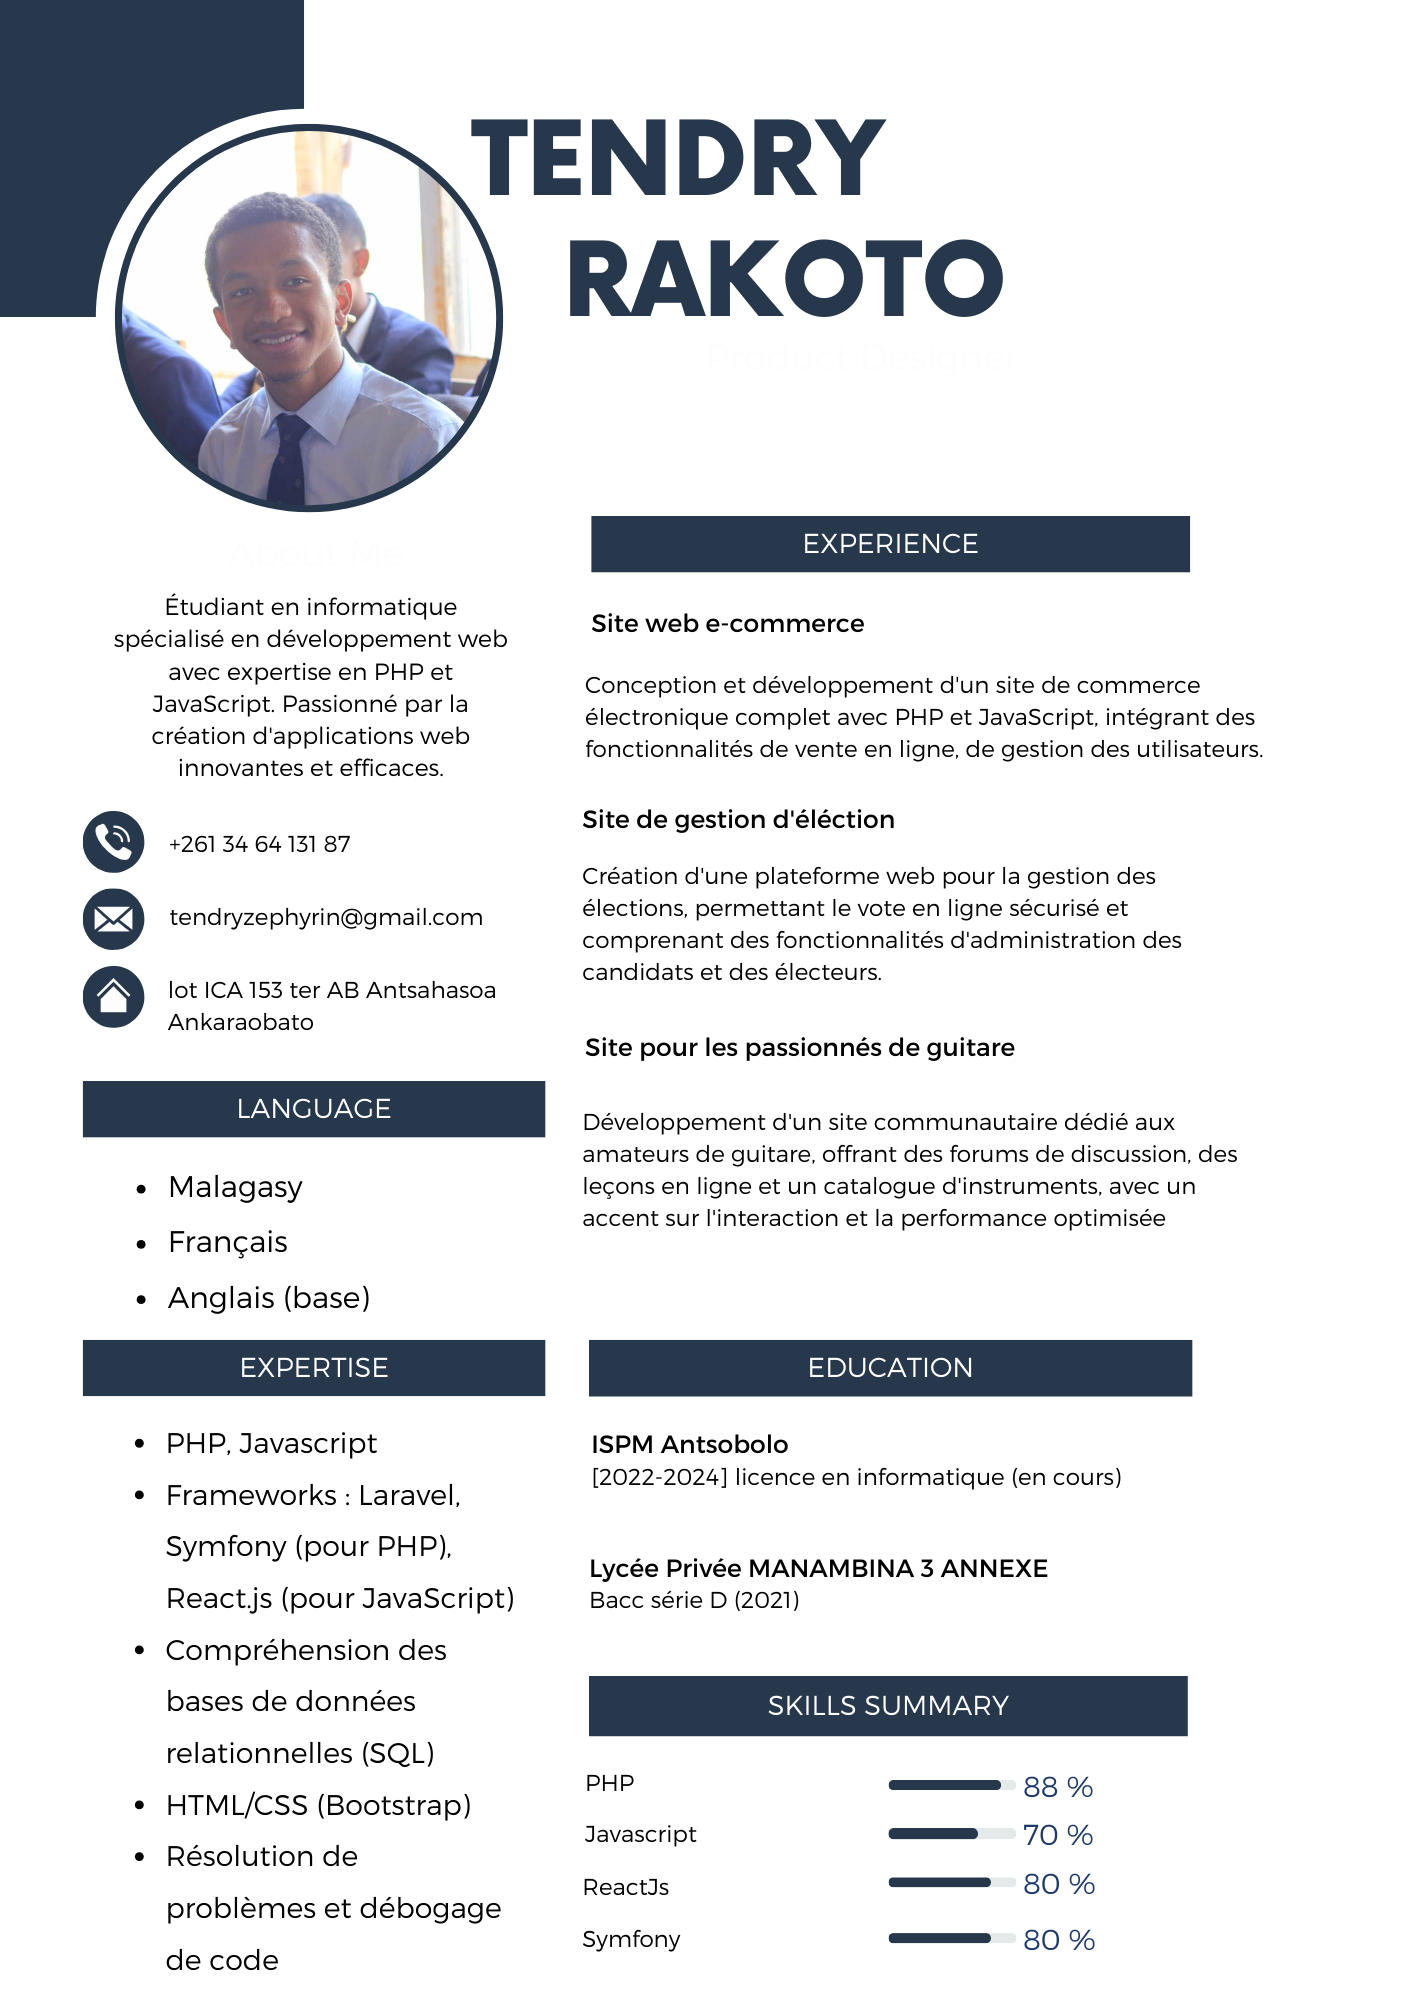 TENDRY
RAKOTO
Product Designer
About Me
Étudiant en informatique
spécialisé en développement web
avec expertise en PHP et
JavaScript. Passionné par la
création d'applications web
innovantes et efficaces.
+261 34 64 131 87
tendryzephyrin@gmail.com
lot ICA 153 ter AB Antsahasoa
Ankaraobato
LANGUAGE
• Malagasy
• Français
• Anglais (base)
EXPERTISE
• PHP, Javascript
• Frameworks : Laravel,
Symfony (pour PHP),
React.js (pour JavaScript)
• Compréhension des
bases de données
relationnelles (SQL)
• HTML/CSS (Bootstrap)
• Résolution de
problèmes et débogage
de code
EXPERIENCE
Site web e-commerce
Conception et développement d'un site de commerce
électronique complet avec PHP et JavaScript, intégrant des
fonctionnalités de vente en ligne, de gestion des utilisateurs.
Site de gestion d'éléction
Création d'une plateforme web pour la gestion des
élections, permettant le vote en ligne sécurisé et
comprenant des fonctionnalités d'administration des
candidats et des électeurs.
Site pour les passionnés de guitare
Développement d'un site communautaire dédié aux
amateurs de guitare, offrant des forums de discussion, des
leçons en ligne et un catalogue d'instruments, avec un
accent sur l'interaction et la performance optimisée
EDUCATION
ISPM Antsobolo
[2022-2024] licence en informatique (en cours)
Lycée Privée MANAMBINA 3 ANNEXE
Bacc série D (2021)
SKILLS SUMMARY
PHP 88 %
Javascript 70 %
ReactJs 80 %
Symfony 80 %